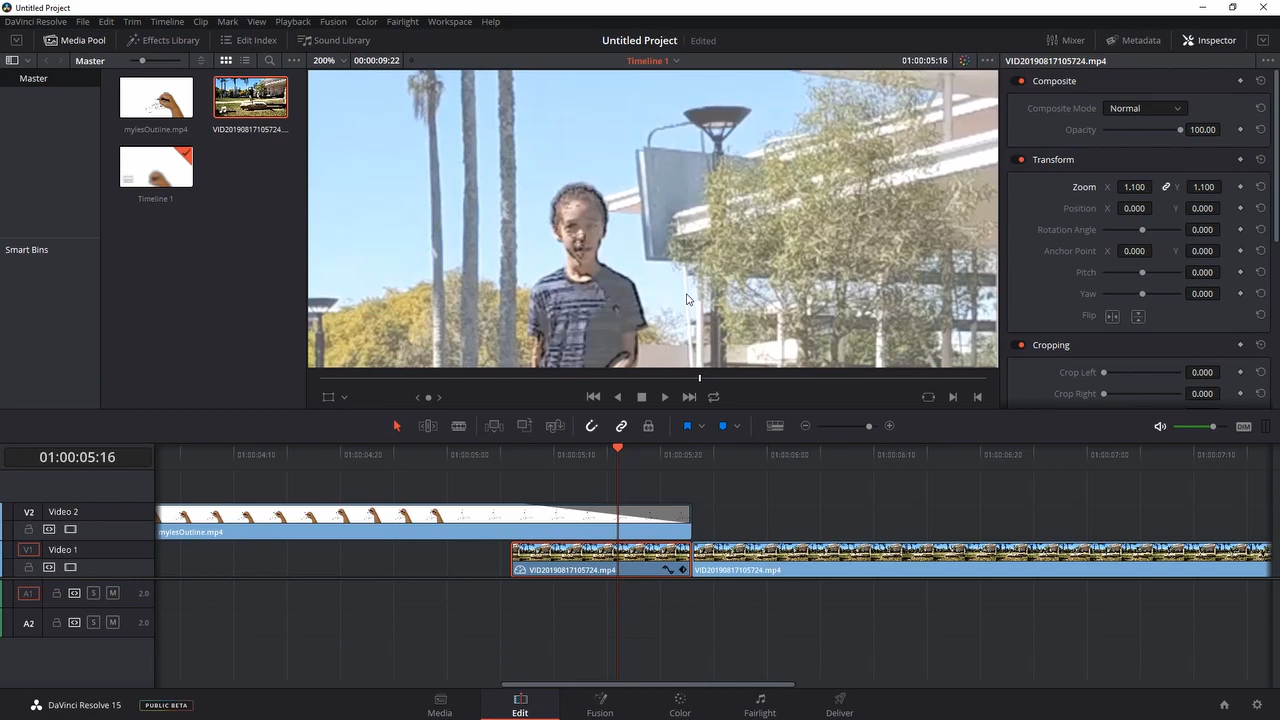 Untitled Project
DaVinci Resolve File Edit Trim Timeline Clip Mark View Playback Fusion Color Fairlight Workspace Help
Media Pool Effects Library Edit Index Sound Library Untitled Project Edited Mixer Metadata Inspector
Master 200% 00:00:09:22 Timeline 1 01:00:05:16 VID20190817105724.mp4
Master
mylesOutline.mp4 VID20190817105724....
Timeline 1
Smart Bins
Composite
Composite Mode Normal
Opacity 100.00
Transform
Zoom X 1.100 Y 1.100
Position X 0.000 Y 0.000
Rotation Angle 0.000
Anchor Point X 0.000 Y 0.000
Pitch 0.000
Yaw 0.000
Flip
Cropping
Crop Left 0.000
Crop Right 0.000
DIM
01:00:05:16 01:00:04:10 01:00:04:20 01:00:05:00 01:00:05:10 01:00:05:20 01:00:06:00 01:00:06:10 01:00:06:20 01:00:07:00 01:00:07:10
V2 Video 2
mylesOutline.mp4
V1 Video 1
VID20190817105724.mp4 VID20190817105724.mp4
A1 S M 2.0
A2 S M 2.0
DaVinci Resolve 15 PUBLIC BETA Media Edit Fusion Color Fairlight Deliver